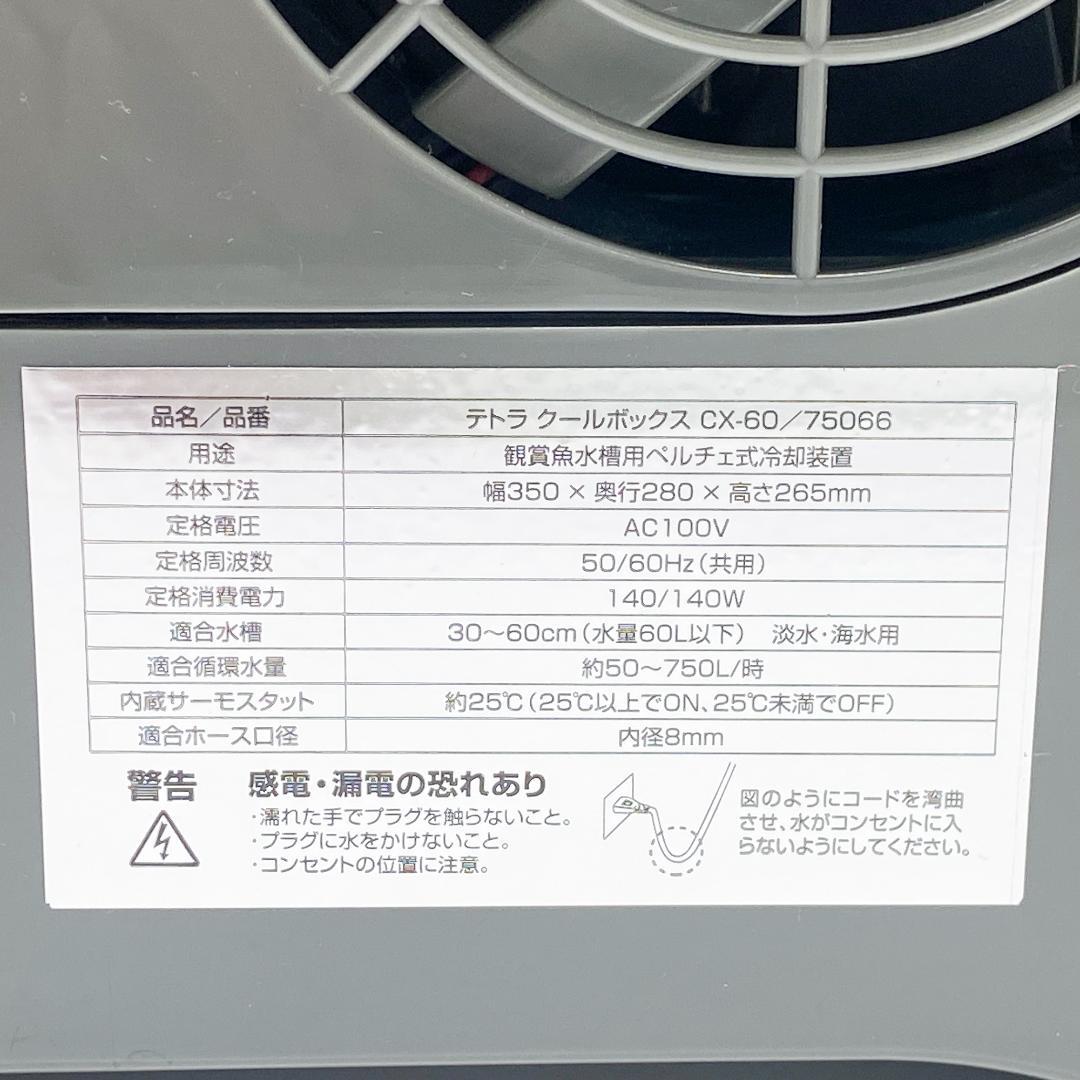 品名／品番 テトラ クールボックス CX-60／75066
用途 観賞魚水槽用ペルチェ式冷却装置
本体寸法 幅350 × 奥行280 × 高さ265mm
定格電圧 AC100V
定格周波数 50/60Hz（共用）
定格消費電力 140/140W
適合水槽 30〜60cm（水量60L以下） 淡水・海水用
適合循環水量 約50〜750L/時
内蔵サーモスタット 約25℃（25℃以上でON、25℃未満でOFF）
適合ホース口径 内径8mm
警告 感電・漏電の恐れあり
・濡れた手でプラグを触らないこと。
・プラグに水をかけないこと。
・コンセントの位置に注意。
図のようにコードを湾曲
させ、水がコンセントに入
らないようにしてください。